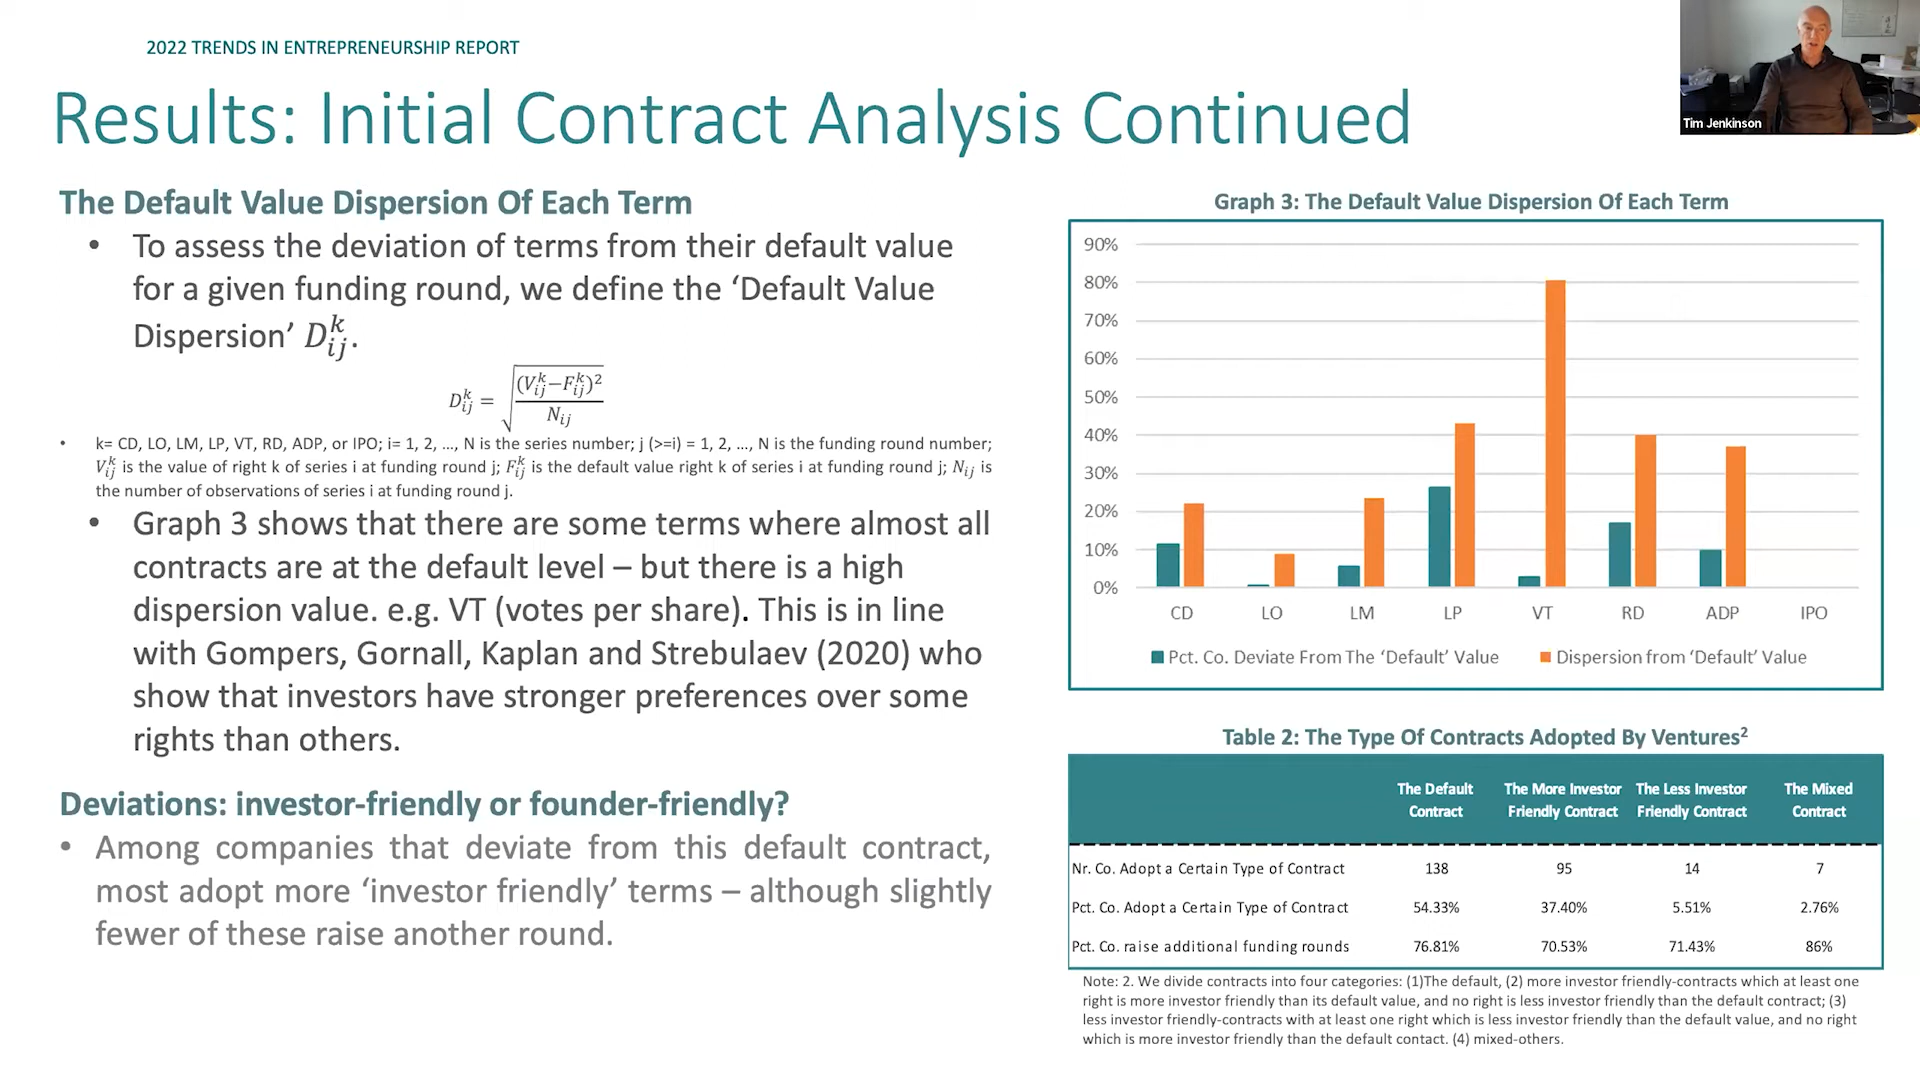 2022 TRENDS IN ENTREPRENEURSHIP REPORT
Results: Initial Contract Analysis Continued
Tim Jenkinson
The Default Value Dispersion Of Each Term
• To assess the deviation of terms from their default value
for a given funding round, we define the ‘Default Value
Dispersion’ D_{ij}^{k}.
D_{ij}^{k} = √((V_{ij}^{k}−F_{ij}^{k})²/N_{ij})
• k= CD, LO, LM, LP, VT, RD, ADP, or IPO; i= 1, 2, …, N is the series number; j (>=i) = 1, 2, …, N is the funding round number;
V_{ij}^{k} is the value of right k of series i at funding round j; F_{ij}^{k} is the default value right k of series i at funding round j; N_{ij} is
the number of observations of series i at funding round j.
• Graph 3 shows that there are some terms where almost all
contracts are at the default level – but there is a high
dispersion value. e.g. VT (votes per share). This is in line
with Gompers, Gornall, Kaplan and Strebulaev (2020) who
show that investors have stronger preferences over some
rights than others.
Deviations: investor-friendly or founder-friendly?
• Among companies that deviate from this default contract,
most adopt more ‘investor friendly’ terms – although slightly
fewer of these raise another round.
Graph 3: The Default Value Dispersion Of Each Term
90%
80%
70%
60%
50%
40%
30%
20%
10%
0%
CD LO LM LP VT RD ADP IPO
Pct. Co. Deviate From The ‘Default’ Value Dispersion from ‘Default’ Value
Table 2: The Type Of Contracts Adopted By Ventures²
The Default The More Investor The Less Investor The Mixed
Contract Friendly Contract Friendly Contract Contract
Nr. Co. Adopt a Certain Type of Contract 138 95 14 7
Pct. Co. Adopt a Certain Type of Contract 54.33% 37.40% 5.51% 2.76%
Pct. Co. raise additional funding rounds 76.81% 70.53% 71.43% 86%
Note: 2. We divide contracts into four categories: (1)The default, (2) more investor friendly-contracts which at least one
right is more investor friendly than its default value, and no right is less investor friendly than the default contract; (3)
less investor friendly-contracts with at least one right which is less investor friendly than the default value, and no right
which is more investor friendly than the default contact. (4) mixed-others.